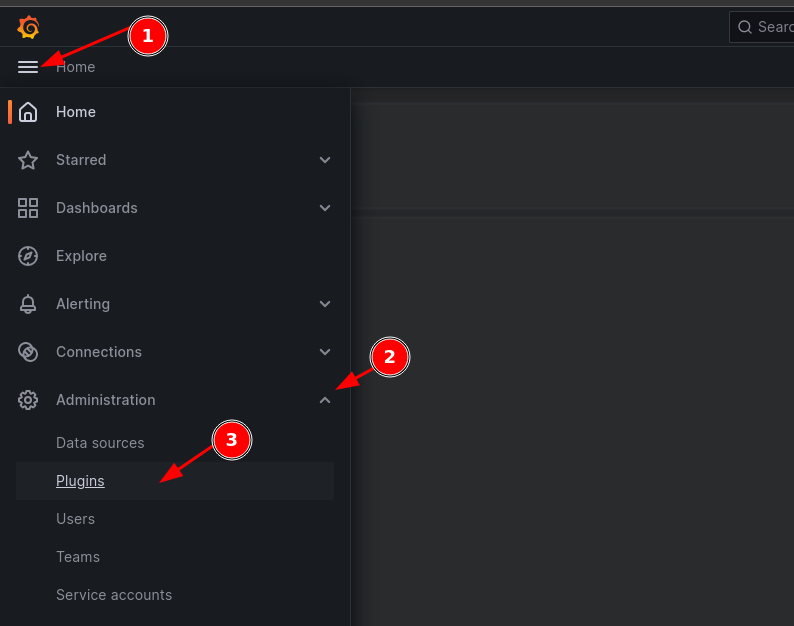 1
Searc
Home
Home
Starred
Dashboards
Explore
Alerting
Connections
2
Administration
3
Data sources
Plugins
Users
Teams
Service accounts